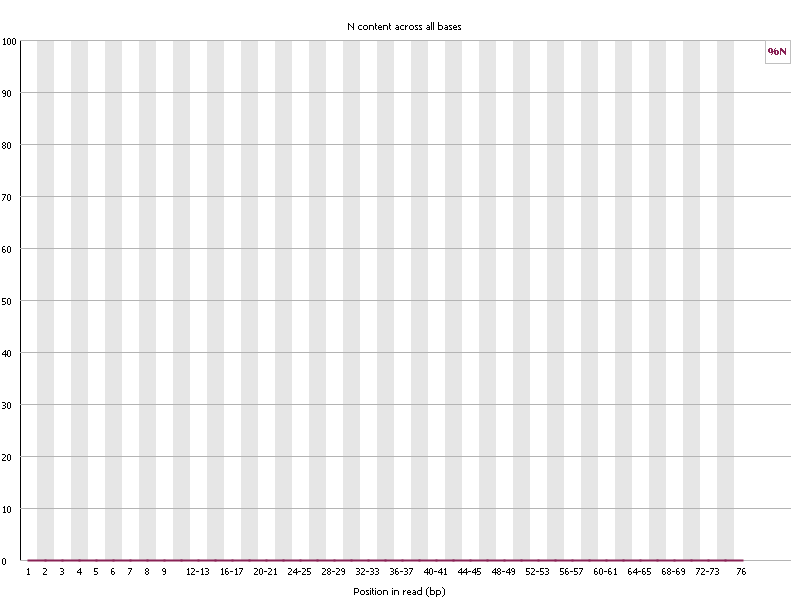 N content across all bases
%N
100
90
80
70
60
50
40
30
20
10
0
1 2 3 4 5 6 7 8 9 12-13 16-17 20-21 24-25 28-29 32-33 36-37 40-41 44-45 48-49 52-53 56-57 60-61 64-65 68-69 72-73 76
Position in read (bp)